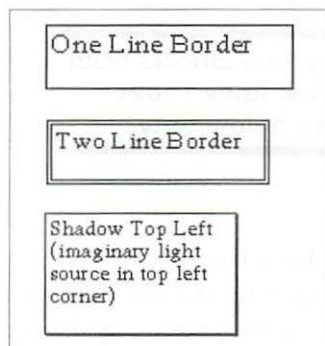 One Line Border
Two Line Border
Shadow Top Left
(imaginary light
source in top left
corner)